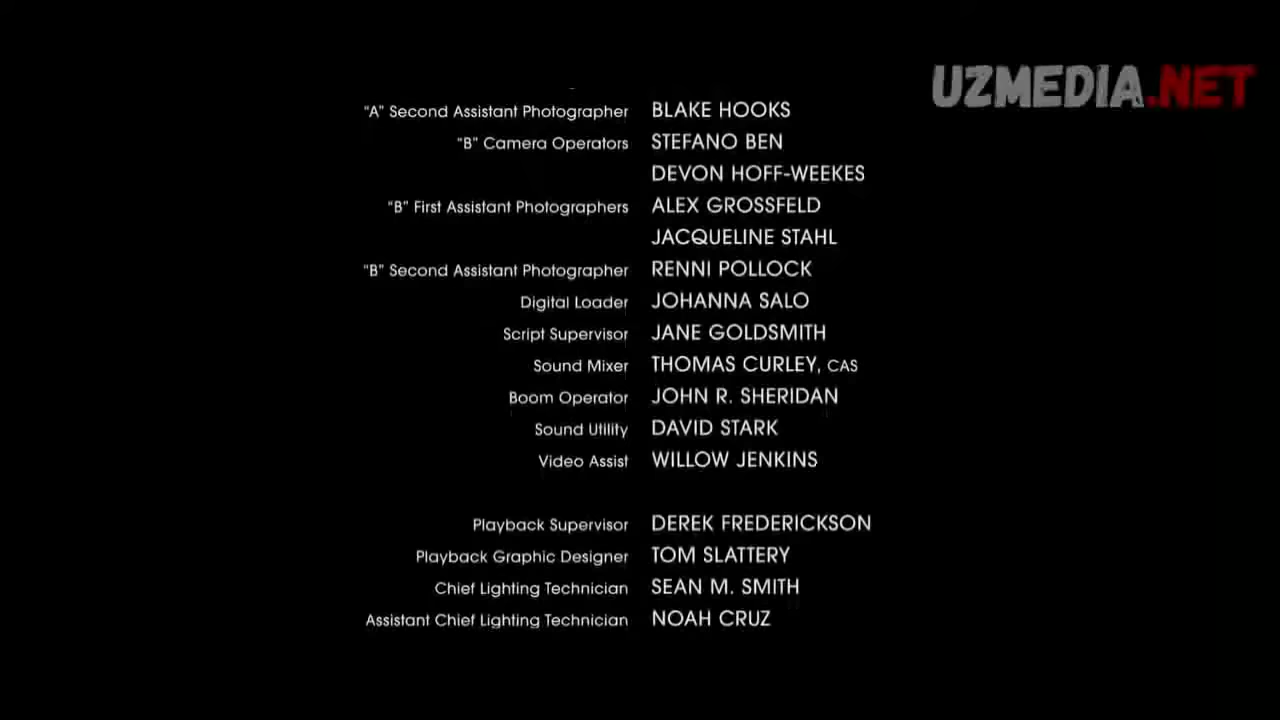 UZMEDIA.NET
“A” Second Assistant Photographer BLAKE HOOKS
“B” Camera Operators STEFANO BEN
DEVON HOFF-WEEKES
“B” First Assistant Photographers ALEX GROSSFELD
JACQUELINE STAHL
“B” Second Assistant Photographer RENNI POLLOCK
Digital Loader JOHANNA SALO
Script Supervisor JANE GOLDSMITH
Sound Mixer THOMAS CURLEY, CAS
Boom Operator JOHN R. SHERIDAN
Sound Utility DAVID STARK
Video Assist WILLOW JENKINS
Playback Supervisor DEREK FREDERICKSON
Playback Graphic Designer TOM SLATTERY
Chief Lighting Technician SEAN M. SMITH
Assistant Chief Lighting Technician NOAH CRUZ